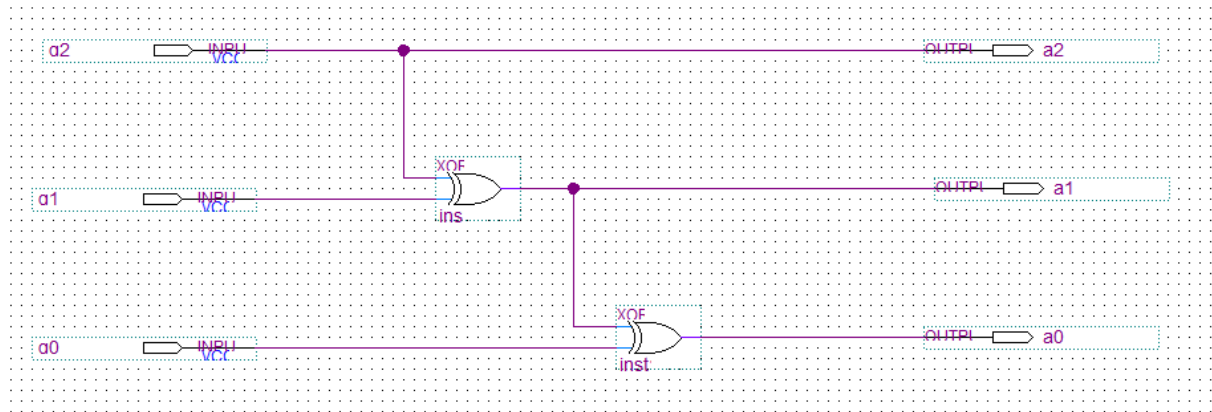 α2 INPU
VCC
OUTPU a2
XOR
α1 INPU
VCC
ins
OUTPU a1
XOR
α0 INPU
VCC
inst
OUTPU a0